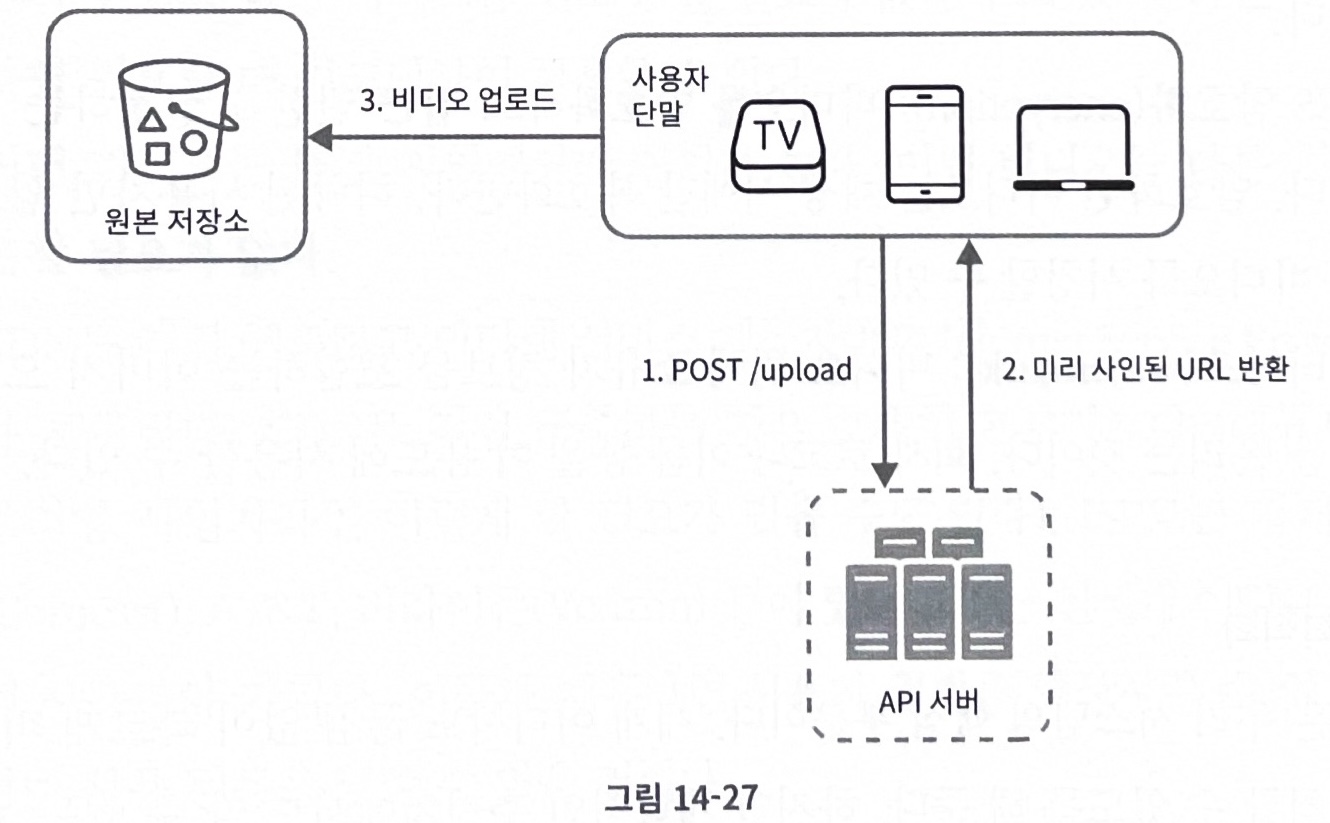 3. 비디오 업로드
사용자
단말
TV
원본 저장소
1. POST /upload
2. 미리 사인된 URL 반환
API 서버
그림 14-27